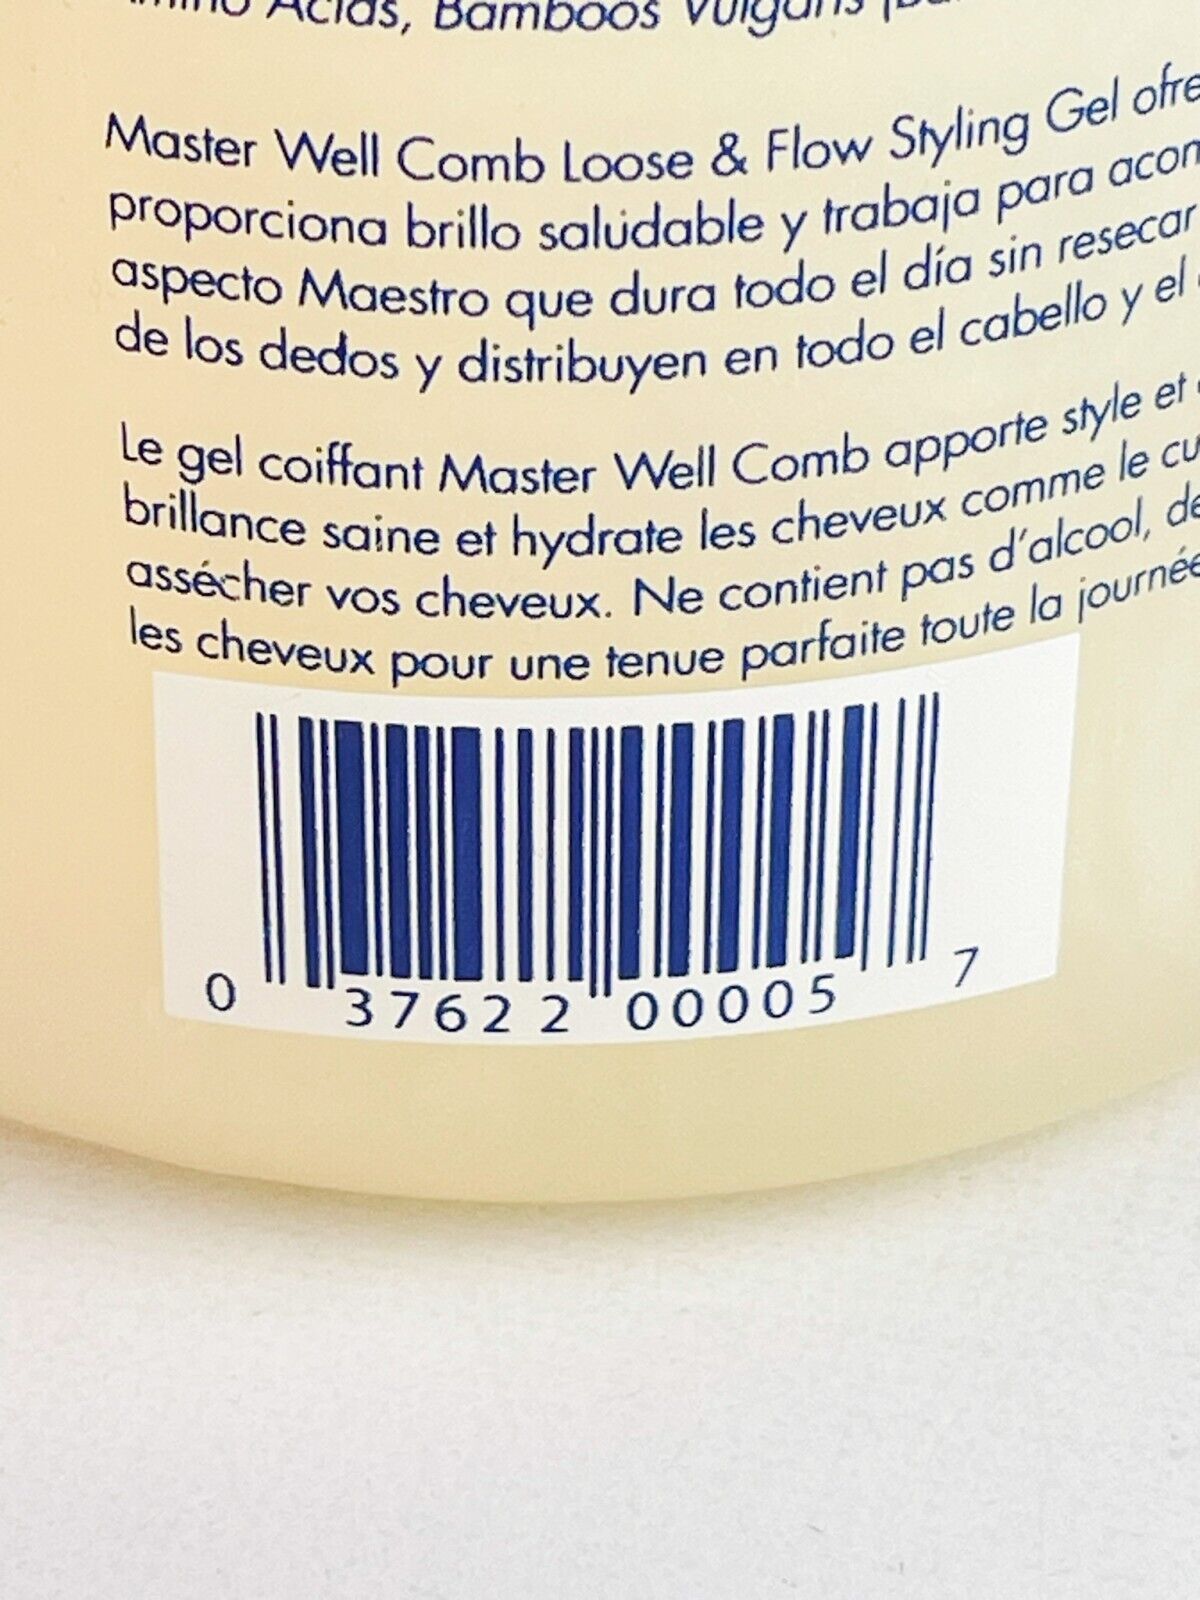 Acids, Bamboos Vulgaris
Master Well Comb Loose & Flow Styling Gel
proporciona brillo saludable y trabaja para
aspecto Maestro que dura todo el día sin resecar
de los dedos y distribuyen en todo el cabello y el
Le gel coiffant Master Well Comb apporte style et
brillance saine et hydrate les cheveux comme le
assécher vos cheveux. Ne contient pas d'alcool,
les cheveux pour une tenue parfaite toute la journée
0 37622 00005 7